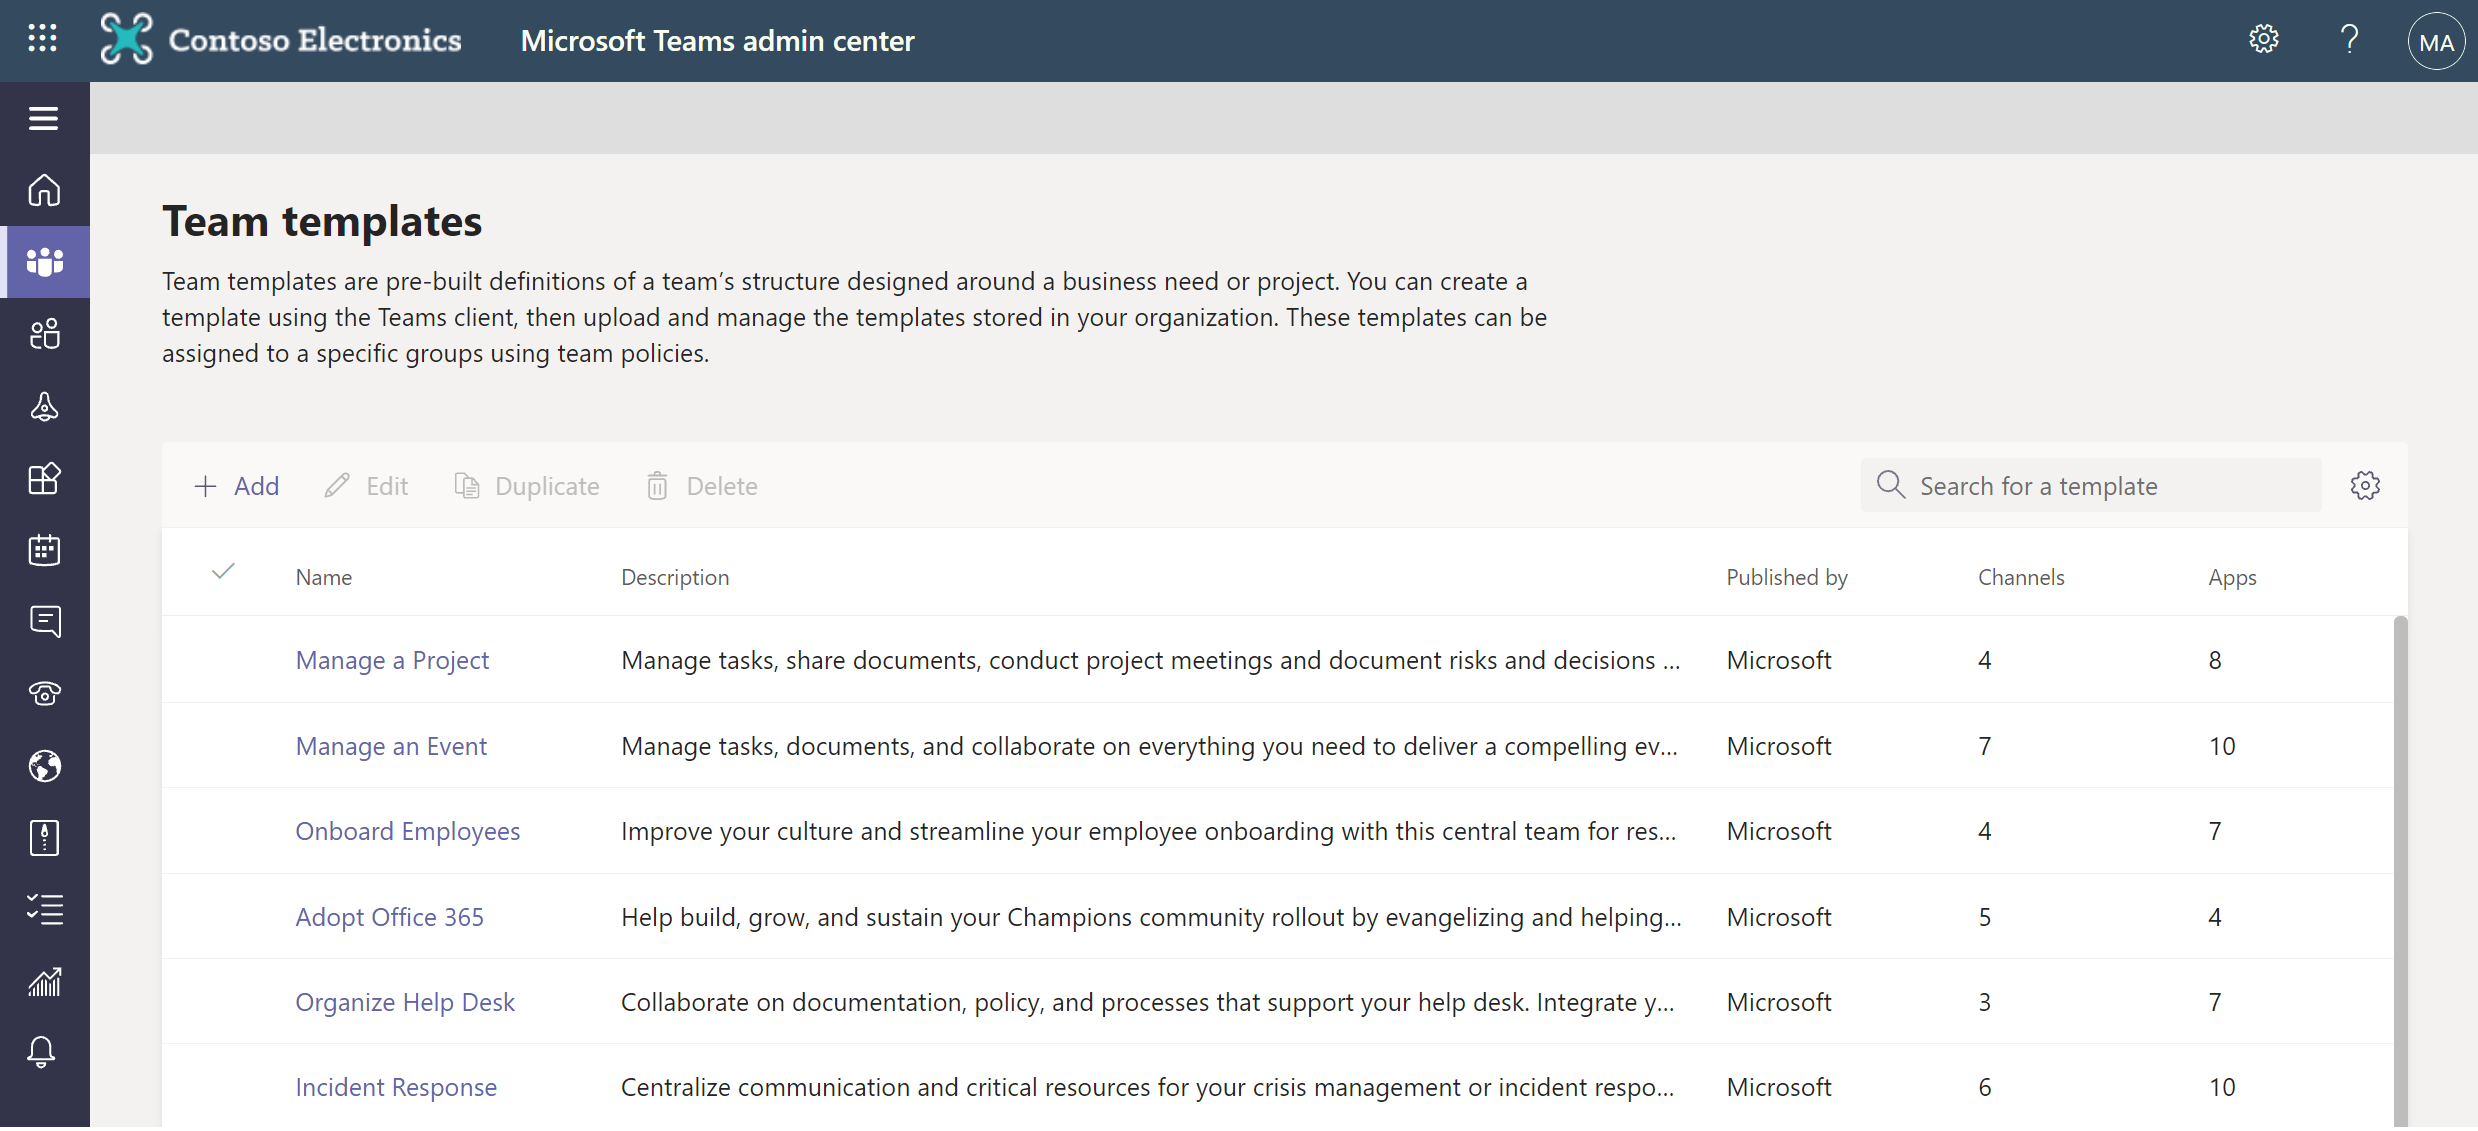 Contoso Electronics
Microsoft Teams admin center
?
MA
Team templates
Team templates are pre-built definitions of a team’s structure designed around a business need or project. You can create a
template using the Teams client, then upload and manage the templates stored in your organization. These templates can be
assigned to a specific groups using team policies.
Add Edit Duplicate Delete Search for a template
Name Description Published by Channels Apps
Manage a Project Manage tasks, share documents, conduct project meetings and document risks and decisions ... Microsoft 4 8
Manage an Event Manage tasks, documents, and collaborate on everything you need to deliver a compelling ev... Microsoft 7 10
Onboard Employees Improve your culture and streamline your employee onboarding with this central team for res... Microsoft 4 7
Adopt Office 365 Help build, grow, and sustain your Champions community rollout by evangelizing and helping... Microsoft 5 4
Organize Help Desk Collaborate on documentation, policy, and processes that support your help desk. Integrate y... Microsoft 3 7
Incident Response Centralize communication and critical resources for your crisis management or incident respo... Microsoft 6 10